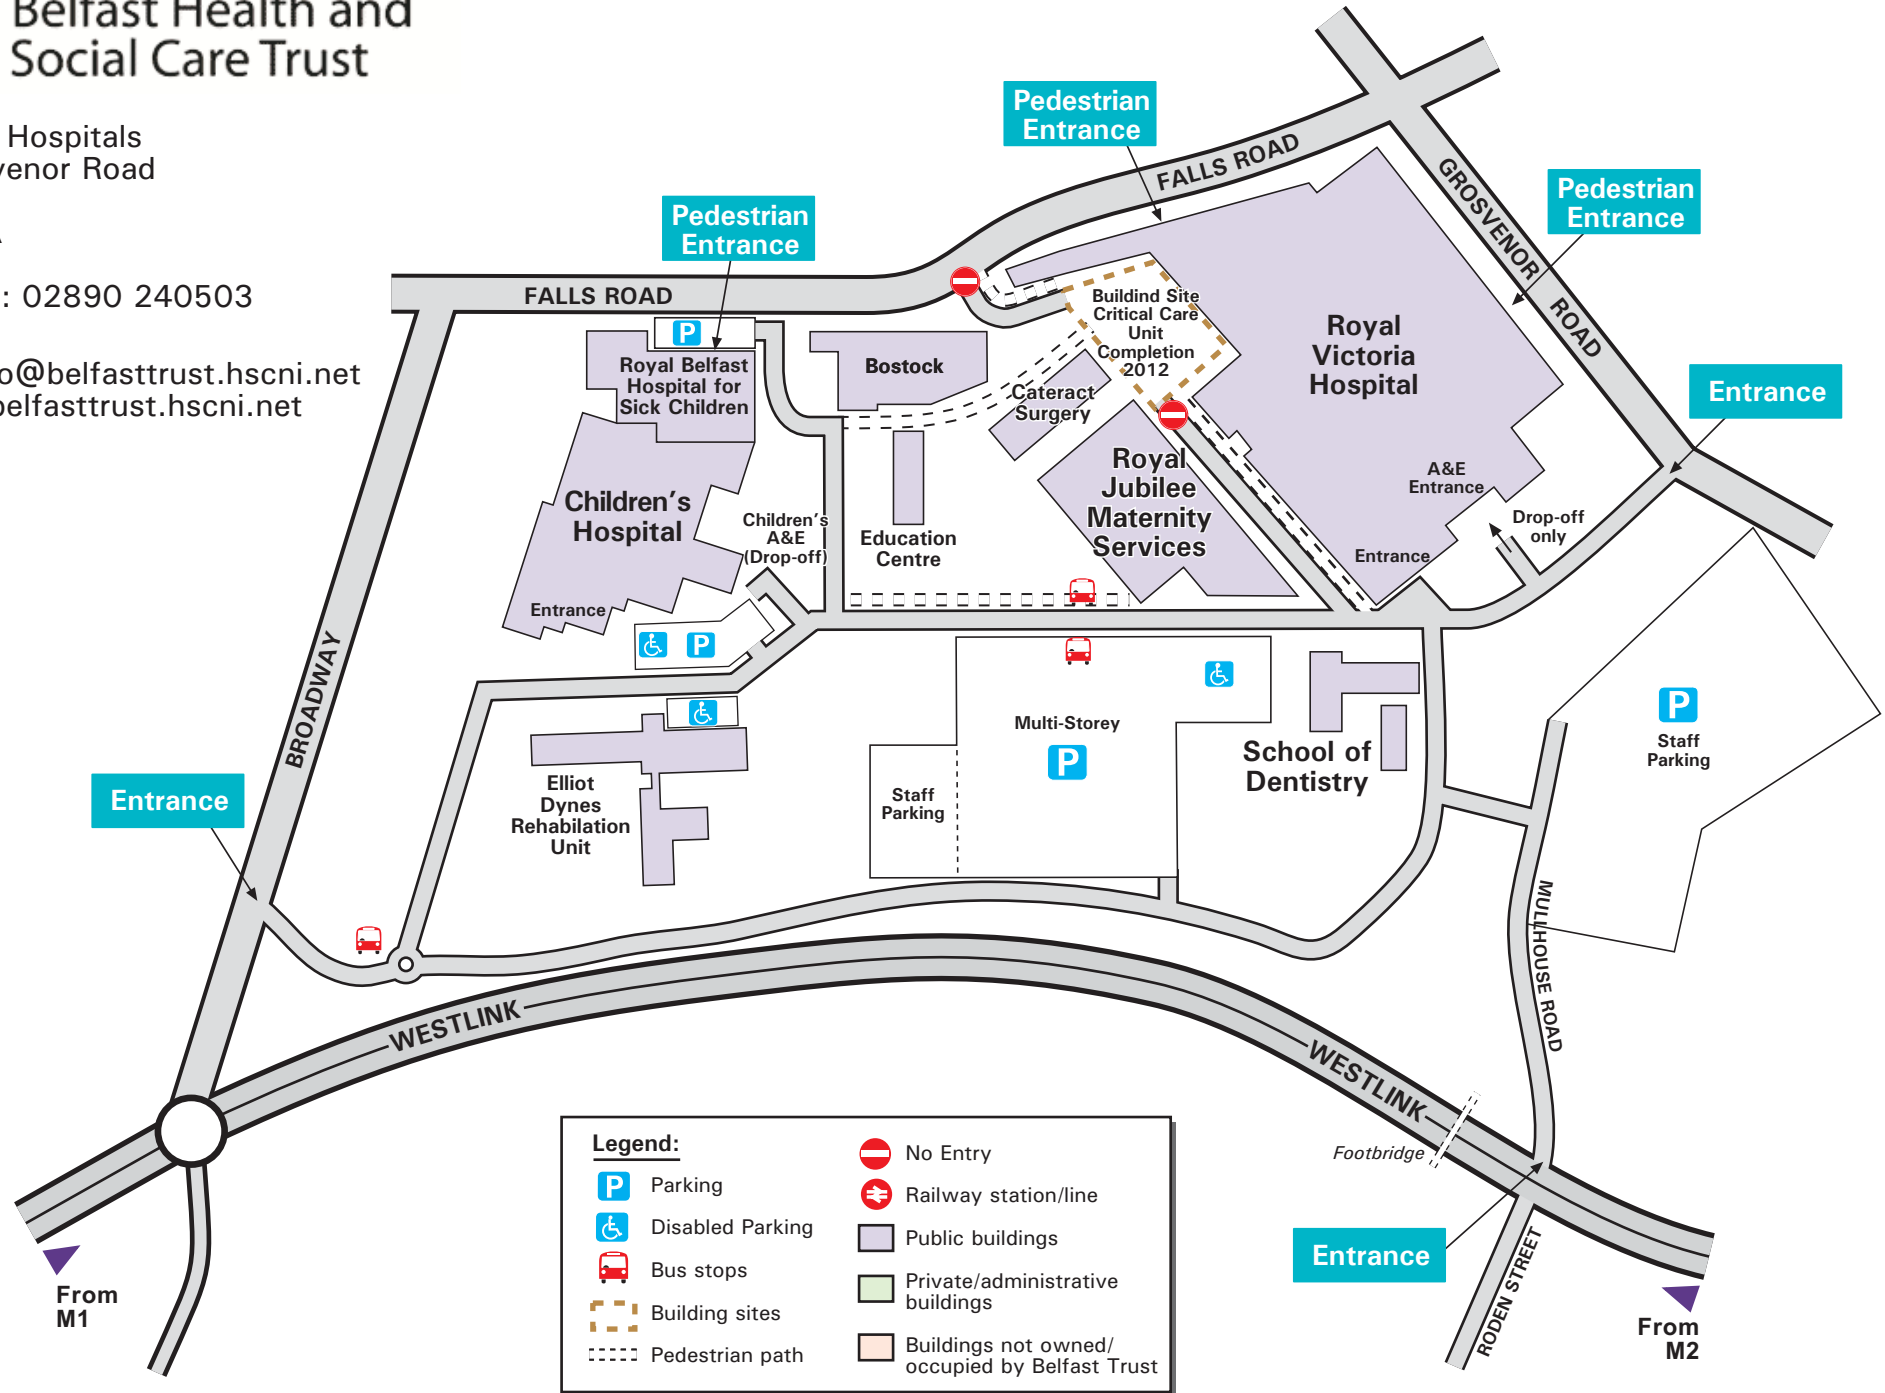 Belfast Health and
Social Care Trust
Hospitals
venor Road
: 02890 240503
o@belfasttrust.hscni.net
belfasttrust.hscni.net
Pedestrian
Entrance
Pedestrian
Entrance
Pedestrian
Entrance
Entrance
Entrance
Entrance
FALLS ROAD
FALLS ROAD
GROSVENOR
ROAD
BROADWAY
WESTLINK
WESTLINK
MULLHOUSE ROAD
RODEN STREET
Footbridge
From
M1
From
M2
P
Royal Belfast
Hospital for
Sick Children
Children's
Hospital
Entrance
Children's
A&E
(Drop-off)
P
Bostock
Education
Centre
Cataract
Surgery
Buildind Site
Critical Care
Unit
Completion
2012
Royal
Jubilee
Maternity
Services
Royal
Victoria
Hospital
A&E
Entrance
Entrance
Drop-off
only
Elliot
Dynes
Rehabilation
Unit
Multi-Storey
P
Staff
Parking
School of
Dentistry
P
Staff
Parking
Legend:
P Parking
Disabled Parking
Bus stops
Building sites
Pedestrian path
No Entry
Railway station/line
Public buildings
Private/administrative
buildings
Buildings not owned/
occupied by Belfast Trust